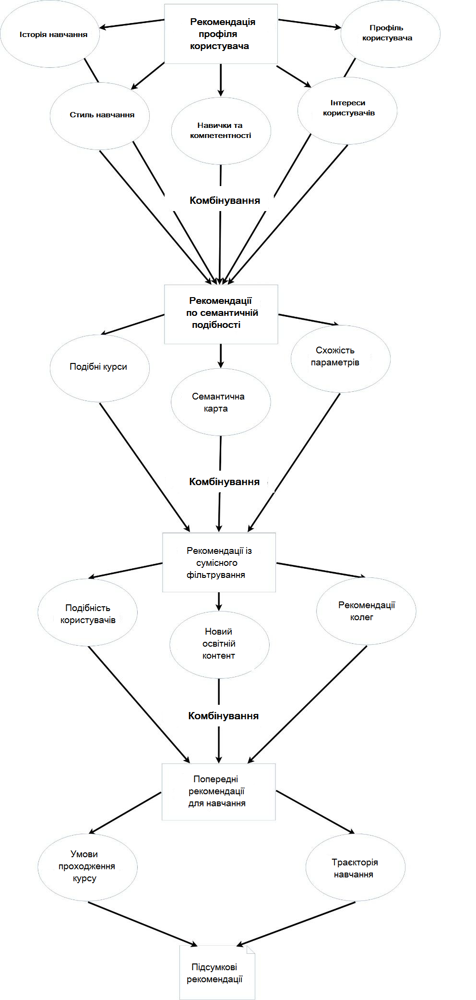 Рекомендація
профіля
користувача
Історія навчання
Профіль
користувача
Стиль навчання
Навички та
компетентності
Інтереси
користувачів
Комбінування
Рекомендації
по семантичній
подібності
Подібні курси
Семантична
карта
Схожість
параметрів
Комбінування
Рекомендації із
сумісного
фільтрування
Подібність
користувачів
Новий
освітній
контент
Рекомендації
колег
Комбінування
Попередні
рекомендації
для навчання
Умови
проходження
курсу
Траєкторія
навчання
Підсумкові
рекомендації